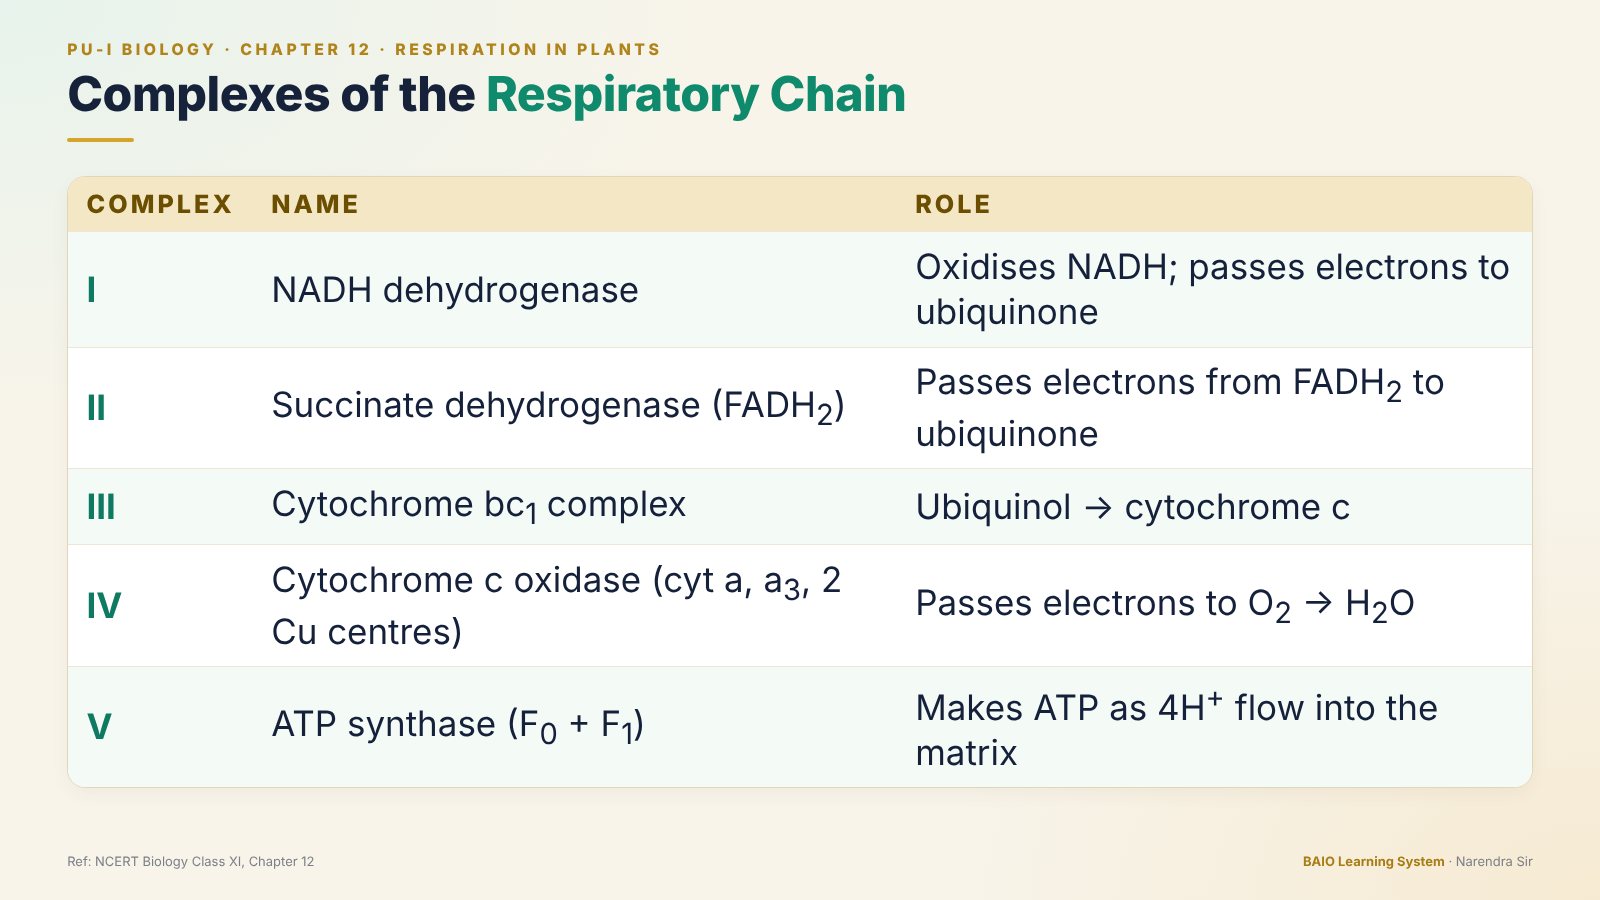 PU-I BIOLOGY · CHAPTER 12 · RESPIRATION IN PLANTS
Complexes of the Respiratory Chain
COMPLEX NAME ROLE
I NADH dehydrogenase Oxidises NADH; passes electrons to
ubiquinone
II Succinate dehydrogenase (FADH₂) Passes electrons from FADH₂ to
ubiquinone
III Cytochrome bc₁ complex Ubiquinol → cytochrome c
IV Cytochrome c oxidase (cyt a, a₃, 2
Cu centres) Passes electrons to O₂ → H₂O
V ATP synthase (F₀ + F₁) Makes ATP as 4H⁺ flow into the
matrix
Ref: NCERT Biology Class XI, Chapter 12
BAIO Learning System · Narendra Sir